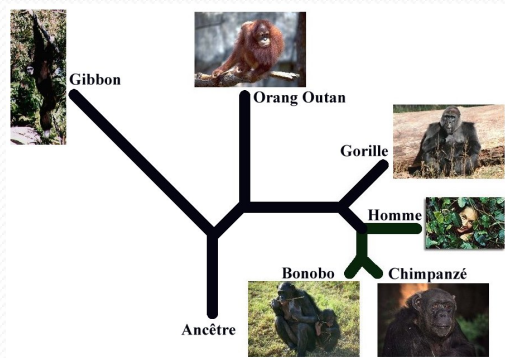 Gibbon
Orang Outan
Gorille
Homme
Bonobo
Chimpanzé
Ancêtre